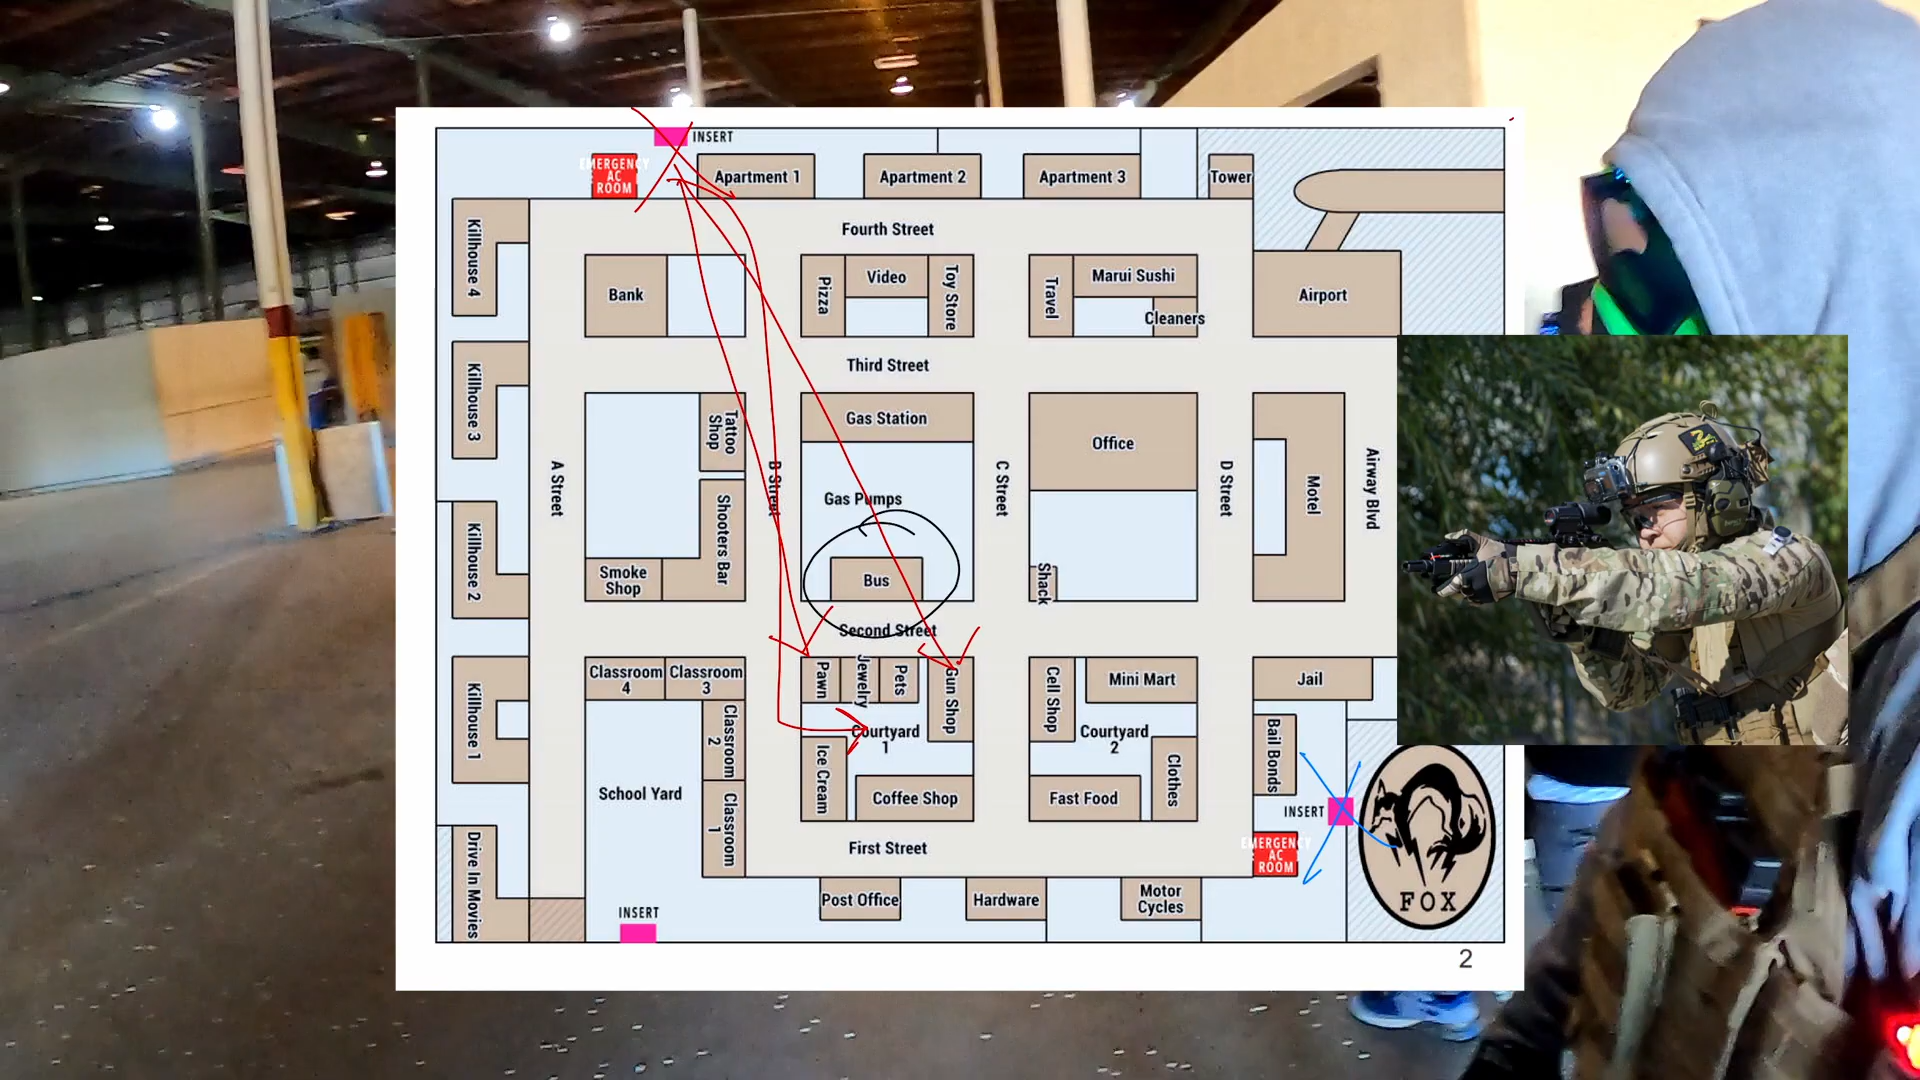 INSERT
EMERGENCY
AC
ROOM
Apartment 1
Apartment 2
Apartment 3
Tower
Killhouse 4
Fourth Street
Bank
Pizza
Video
Toy Store
Travel
Marui Sushi
Cleaners
Airport
Killhouse 3
Third Street
Tattoo
Shop
Gas Station
Office
A Street
B Street
C Street
D Street
Motel
Airway Blvd
Gas Pumps
Killhouse 2
Smoke
Shop
Shooters Bar
Bus
Shack
Second Street
Killhouse 1
Classroom
4
Classroom
3
Pawn
Jewelry
Pets
Gun Shop
Cell Shop
Mini Mart
Jail
Classroom
2
Courtyard
1
Courtyard
2
Bail Bonds
School Yard
Ice Cream
Coffee Shop
Fast Food
Clothes
INSERT
Classroom
1
First Street
EMERGENCY
AC
ROOM
FOX
Drive In Movies
INSERT
Post Office
Hardware
Motor
Cycles
2